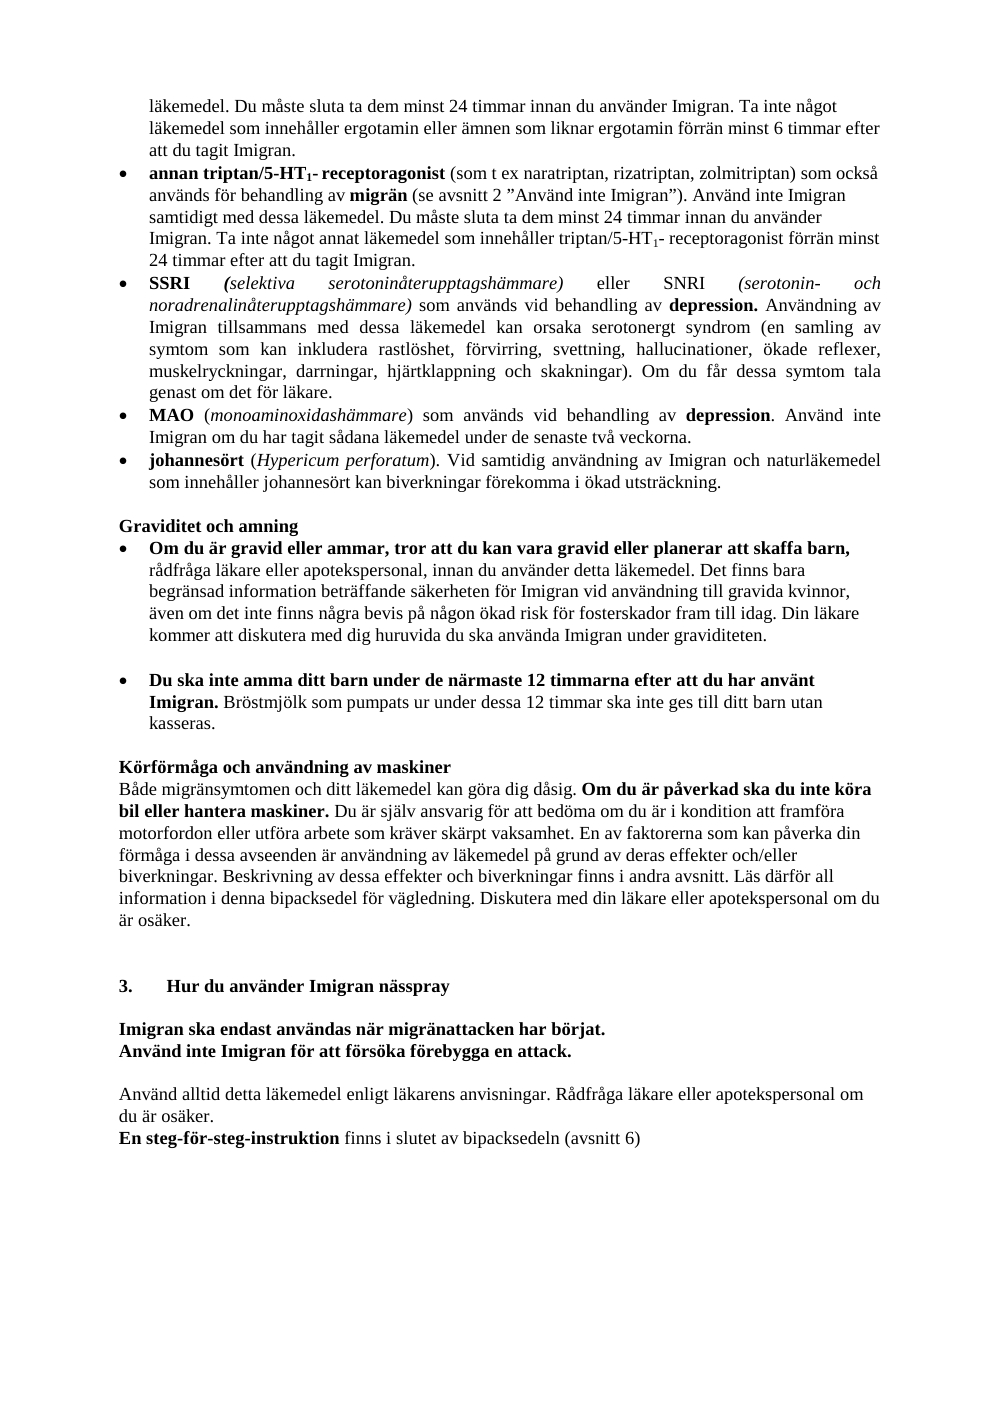 läkemedel. Du måste sluta ta dem minst 24 timmar innan du använder Imigran. Ta inte något
läkemedel som innehåller ergotamin eller ämnen som liknar ergotamin förrän minst 6 timmar efter
att du tagit Imigran.
• annan triptan/5-HT₁- receptoragonist (som t ex naratriptan, rizatriptan, zolmitriptan) som också
används för behandling av migrän (se avsnitt 2 ”Använd inte Imigran”). Använd inte Imigran
samtidigt med dessa läkemedel. Du måste sluta ta dem minst 24 timmar innan du använder
Imigran. Ta inte något annat läkemedel som innehåller triptan/5-HT₁- receptoragonist förrän minst
24 timmar efter att du tagit Imigran.
• SSRI (selektiva serotoninåterupptagshämmare) eller SNRI (serotonin- och
noradrenalinåterupptagshämmare) som används vid behandling av depression. Användning av
Imigran tillsammans med dessa läkemedel kan orsaka serotonergt syndrom (en samling av
symtom som kan inkludera rastlöshet, förvirring, svettning, hallucinationer, ökade reflexer,
muskelryckningar, darrningar, hjärtklappning och skakningar). Om du får dessa symtom tala
genast om det för läkare.
• MAO (monoaminoxidashämmare) som används vid behandling av depression. Använd inte
Imigran om du har tagit sådana läkemedel under de senaste två veckorna.
• johannesört (Hypericum perforatum). Vid samtidig användning av Imigran och naturläkemedel
som innehåller johannesört kan biverkningar förekomma i ökad utsträckning.
Graviditet och amning
• Om du är gravid eller ammar, tror att du kan vara gravid eller planerar att skaffa barn,
rådfråga läkare eller apotekspersonal, innan du använder detta läkemedel. Det finns bara
begränsad information beträffande säkerheten för Imigran vid användning till gravida kvinnor,
även om det inte finns några bevis på någon ökad risk för fosterskador fram till idag. Din läkare
kommer att diskutera med dig huruvida du ska använda Imigran under graviditeten.
• Du ska inte amma ditt barn under de närmaste 12 timmarna efter att du har använt
Imigran. Bröstmjölk som pumpats ur under dessa 12 timmar ska inte ges till ditt barn utan
kasseras.
Körförmåga och användning av maskiner
Både migränsymtomen och ditt läkemedel kan göra dig dåsig. Om du är påverkad ska du inte köra
bil eller hantera maskiner. Du är själv ansvarig för att bedöma om du är i kondition att framföra
motorfordon eller utföra arbete som kräver skärpt vaksamhet. En av faktorerna som kan påverka din
förmåga i dessa avseenden är användning av läkemedel på grund av deras effekter och/eller
biverkningar. Beskrivning av dessa effekter och biverkningar finns i andra avsnitt. Läs därför all
information i denna bipacksedel för vägledning. Diskutera med din läkare eller apotekspersonal om du
är osäker.
3. Hur du använder Imigran nässpray
Imigran ska endast användas när migränattacken har börjat.
Använd inte Imigran för att försöka förebygga en attack.
Använd alltid detta läkemedel enligt läkarens anvisningar. Rådfråga läkare eller apotekspersonal om
du är osäker.
En steg-för-steg-instruktion finns i slutet av bipacksedeln (avsnitt 6)